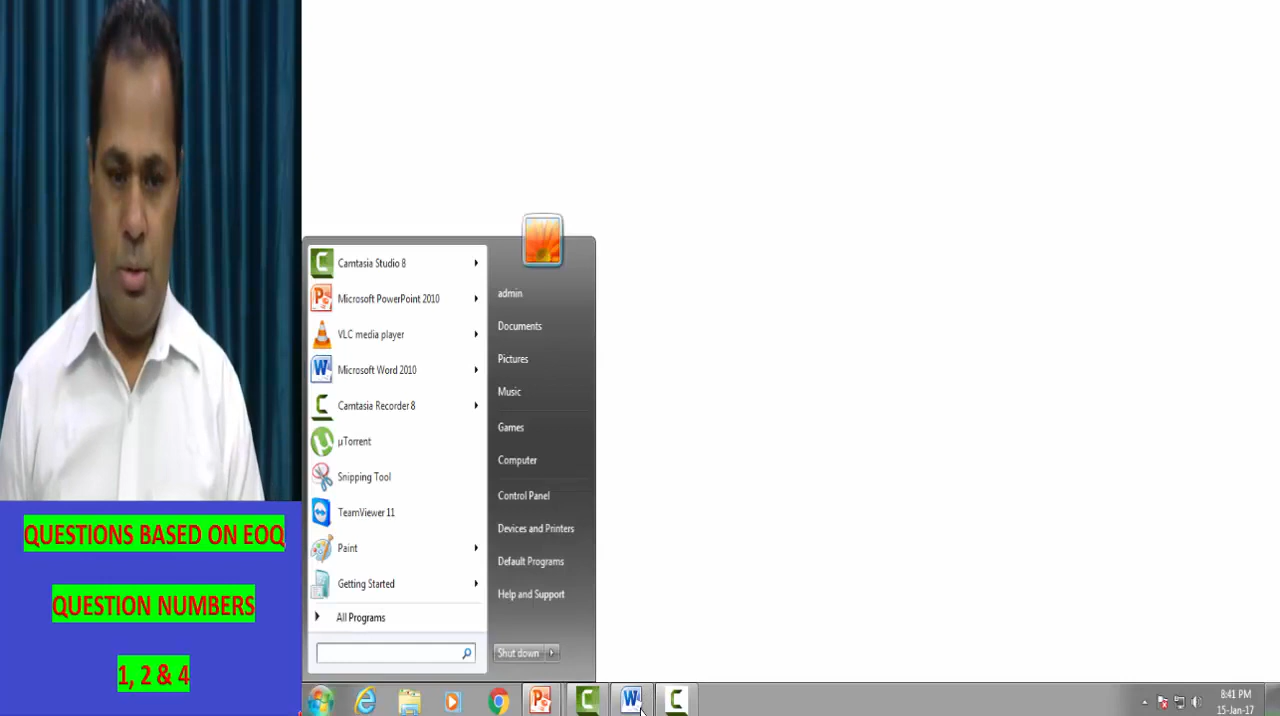 Camtasia Studio 8
Microsoft PowerPoint 2010
VLC media player
Microsoft Word 2010
Camtasia Recorder 8
µTorrent
Snipping Tool
TeamViewer 11
Paint
Getting Started
All Programs
admin
Documents
Pictures
Music
Games
Computer
Control Panel
Devices and Printers
Default Programs
Help and Support
Shut down
QUESTIONS BASED ON EOQ
QUESTION NUMBERS
1, 2 & 4
8:41 PM
15-Jan-17